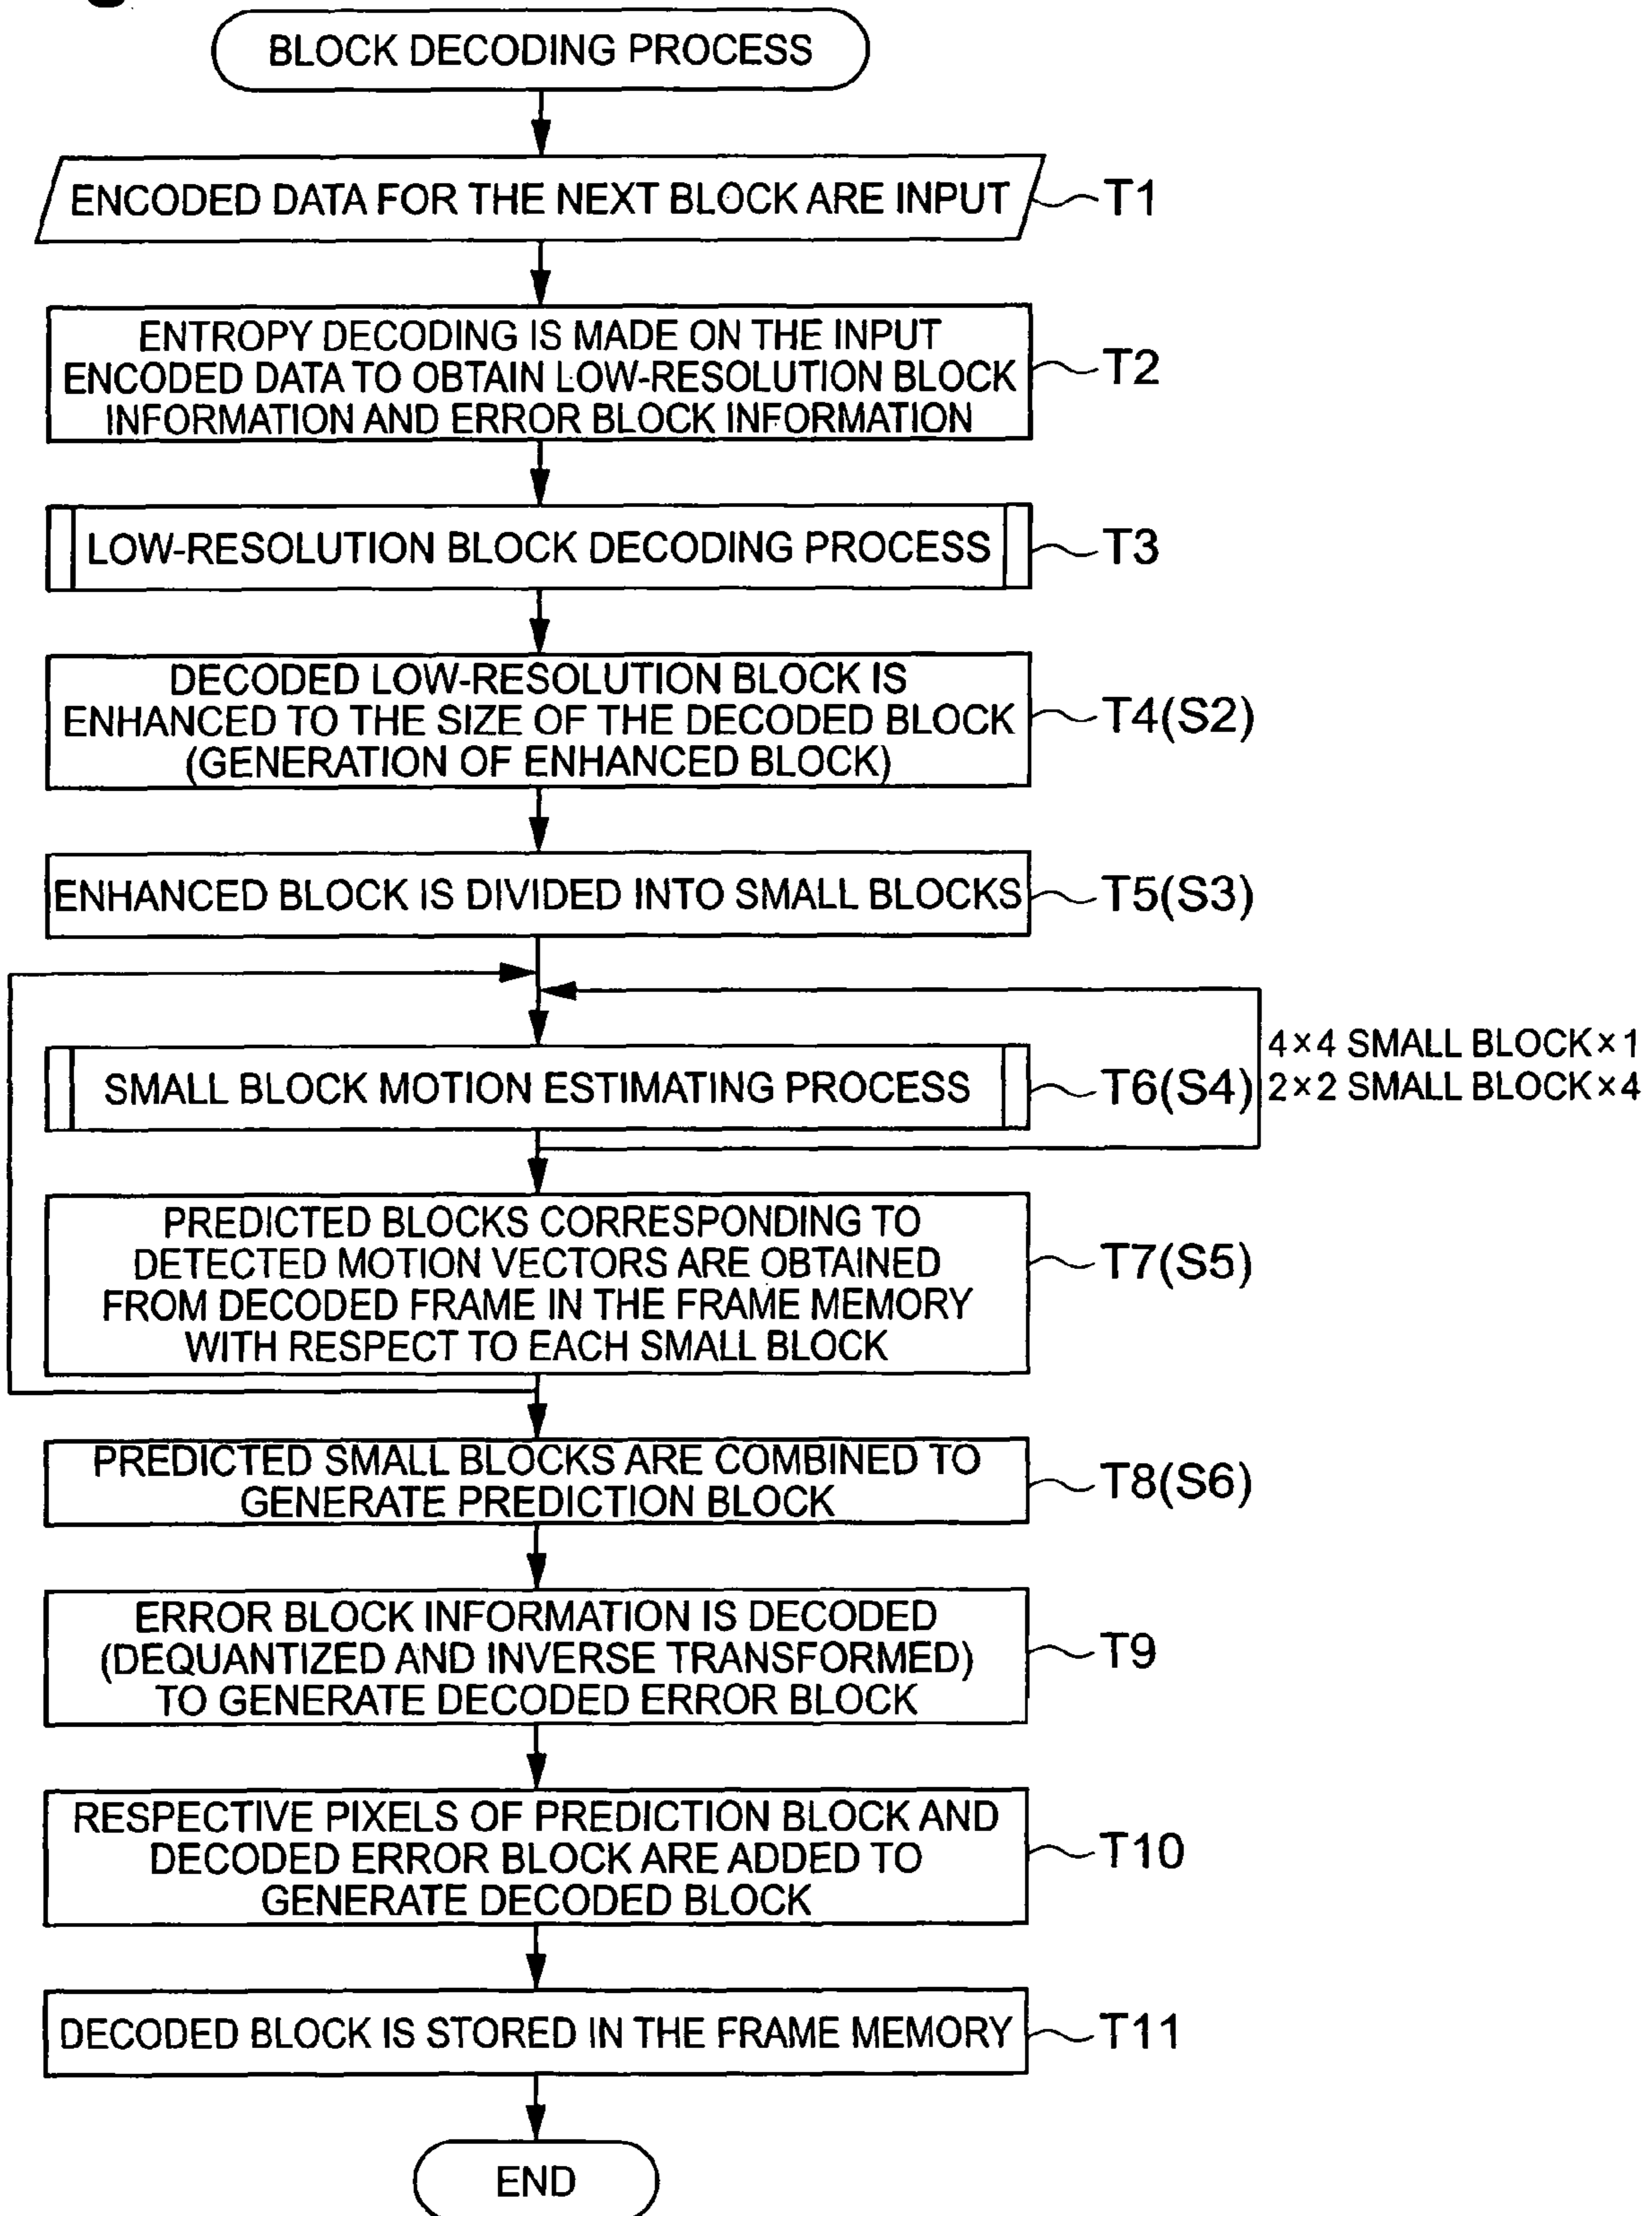 BLOCK DECODING PROCESS
ENCODED DATA FOR THE NEXT BLOCK ARE INPUT
T1
ENTROPY DECODING IS MADE ON THE INPUT
ENCODED DATA TO OBTAIN LOW-RESOLUTION BLOCK
INFORMATION AND ERROR BLOCK INFORMATION
T2
LOW-RESOLUTION BLOCK DECODING PROCESS
T3
DECODED LOW-RESOLUTION BLOCK IS
ENHANCED TO THE SIZE OF THE DECODED BLOCK
(GENERATION OF ENHANCED BLOCK)
T4(S2)
ENHANCED BLOCK IS DIVIDED INTO SMALL BLOCKS
T5(S3)
SMALL BLOCK MOTION ESTIMATING PROCESS
T6(S4)
4×4 SMALL BLOCK×1
2×2 SMALL BLOCK×4
PREDICTED BLOCKS CORRESPONDING TO
DETECTED MOTION VECTORS ARE OBTAINED
FROM DECODED FRAME IN THE FRAME MEMORY
WITH RESPECT TO EACH SMALL BLOCK
T7(S5)
PREDICTED SMALL BLOCKS ARE COMBINED TO
GENERATE PREDICTION BLOCK
T8(S6)
ERROR BLOCK INFORMATION IS DECODED
(DEQUANTIZED AND INVERSE TRANSFORMED)
TO GENERATE DECODED ERROR BLOCK
T9
RESPECTIVE PIXELS OF PREDICTION BLOCK AND
DECODED ERROR BLOCK ARE ADDED TO
GENERATE DECODED BLOCK
T10
DECODED BLOCK IS STORED IN THE FRAME MEMORY
T11
END